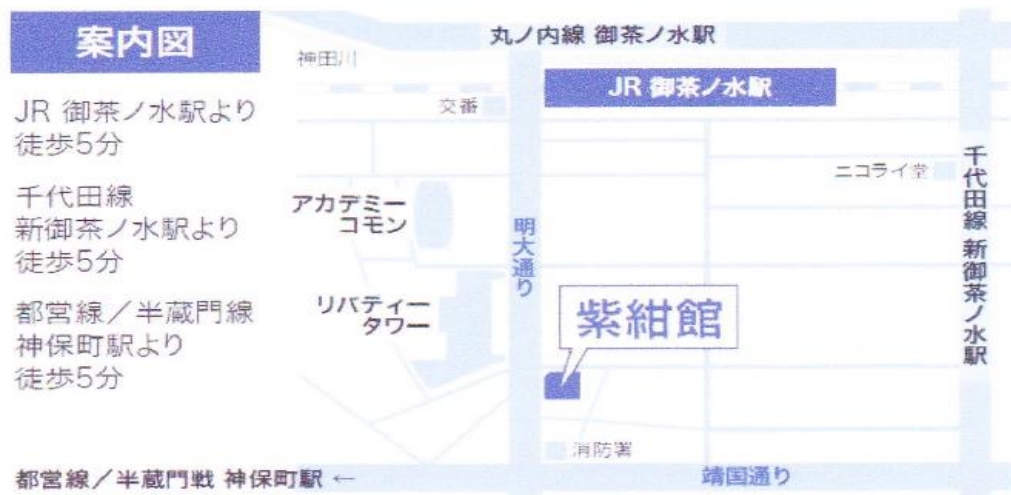 案内図
JR 御茶ノ水駅より
徒歩5分
千代田線
新御茶ノ水駅より
徒歩5分
都営線／半蔵門線
神保町駅より
徒歩5分
丸ノ内線 御茶ノ水駅
神田川
JR 御茶ノ水駅
交番
ニコライ堂
千代田線 新御茶ノ水駅
アカデミー
コモン
明大通り
リバティー
タワー
紫紺館
消防署
都営線／半蔵門戦 神保町駅 ←
靖国通り